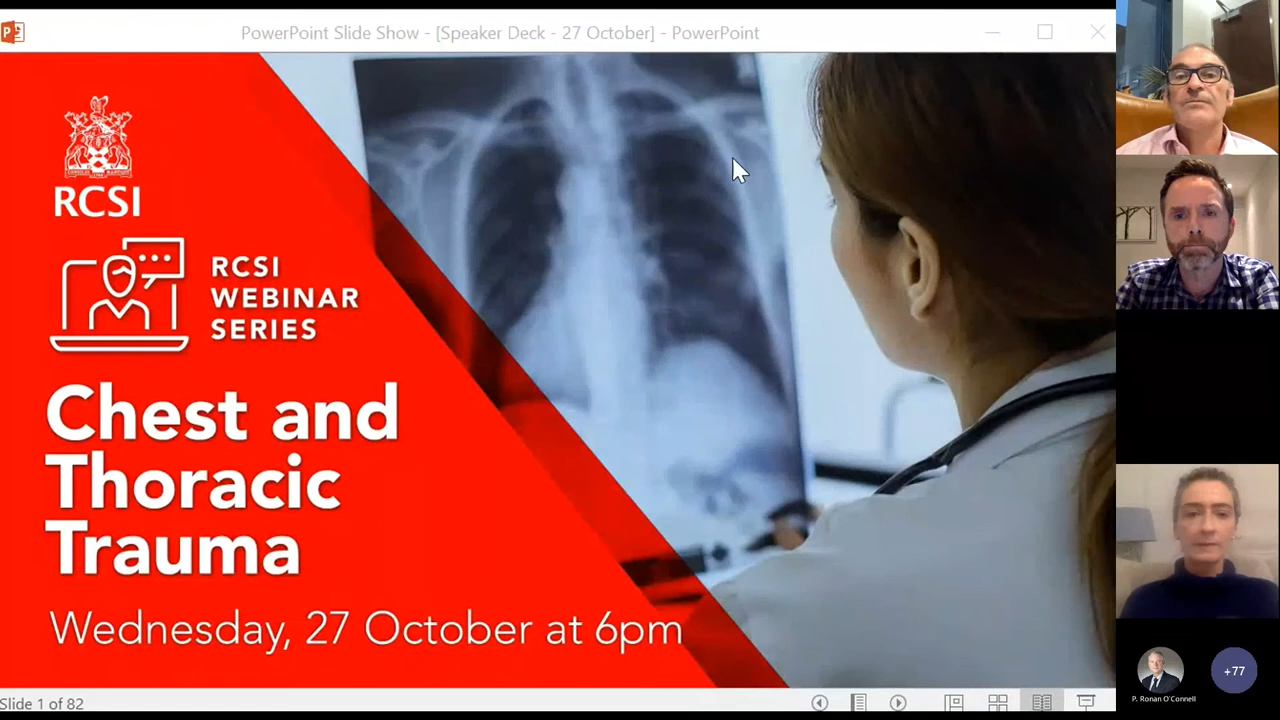 PowerPoint Slide Show - [Speaker Deck - 27 October] - PowerPoint
RCSI
RCSI
WEBINAR
SERIES
Chest and
Thoracic
Trauma
Wednesday, 27 October at 6pm
Slide 1 of 82
P. Ronan O'Connell
+77